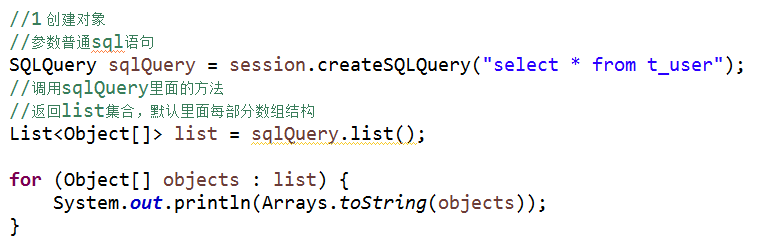 //1 创建对象
//参数普通sql语句
SQLQuery sqlQuery = session.createSQLQuery("select * from t_user");
//调用sqlQuery里面的方法
//返回list集合，默认里面每部分数组结构
List<Object[]> list = sqlQuery.list();
for (Object[] objects : list) {
    System.out.println(Arrays.toString(objects));
}